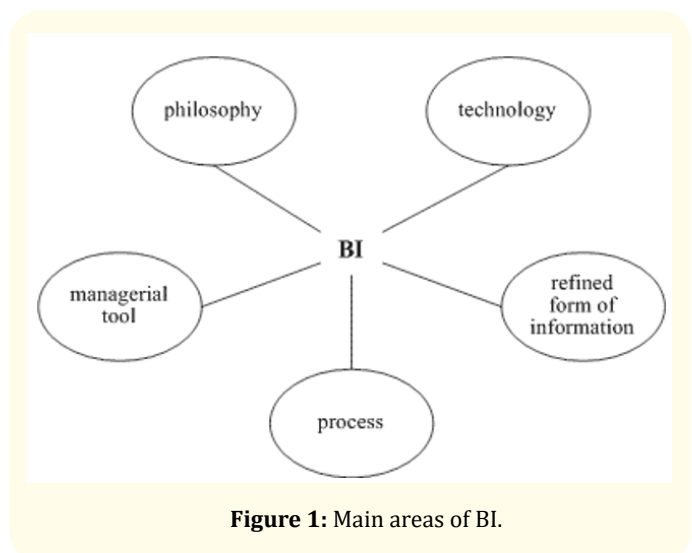 philosophy
technology
BI
managerial
tool
refined
form of
information
process
Figure 1: Main areas of BI.